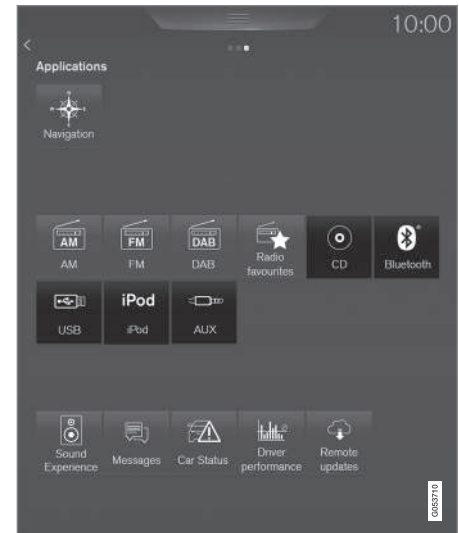 10:00
Applications
Navigation
AM FM DAB
AM FM DAB Radio favourites CD Bluetooth
iPod
USB iPod AUX
Sound Experience Messages Car Status Driver performance Remote updates
G053710